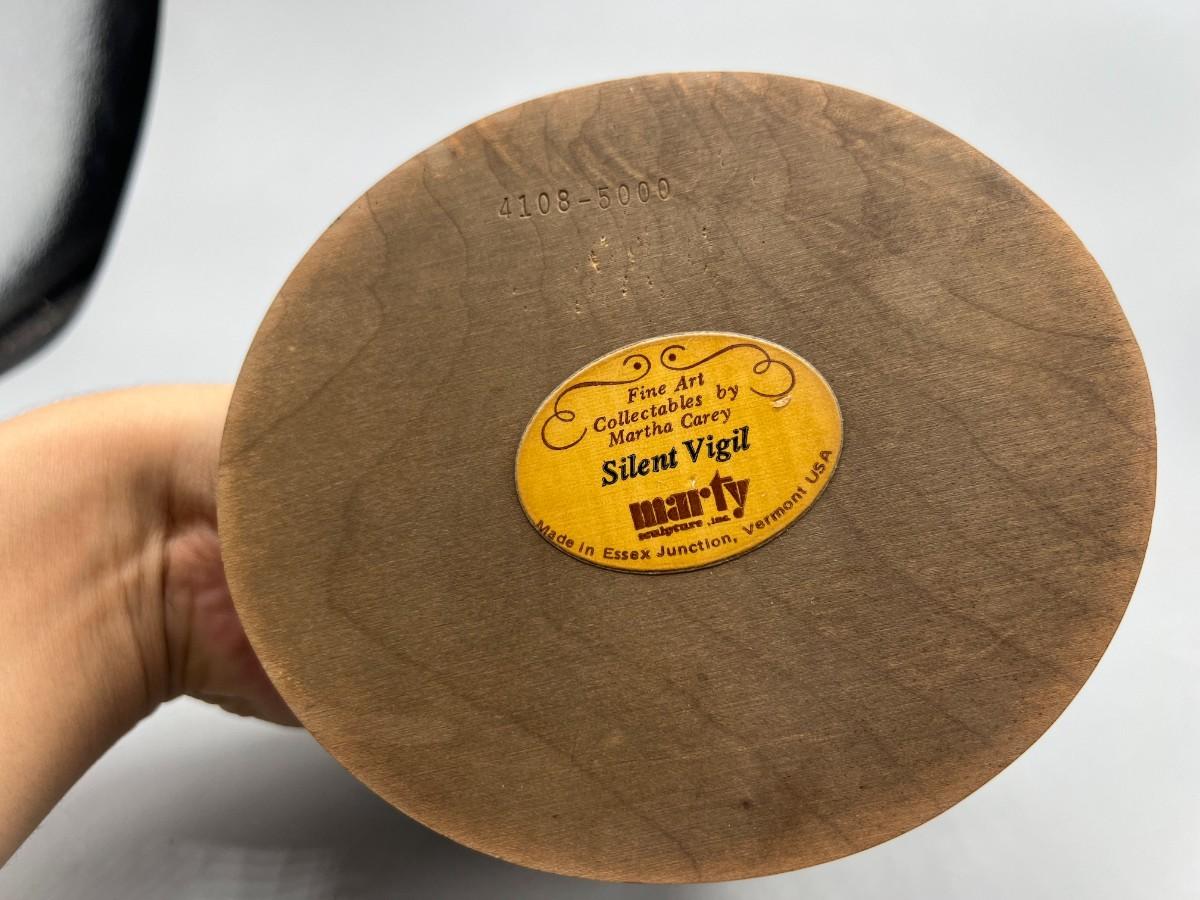 4108-5000
Fine Art
Collectables by
Martha Carey
Silent Vigil
marty
sculpture, inc.
Made in Essex Junction, Vermont USA